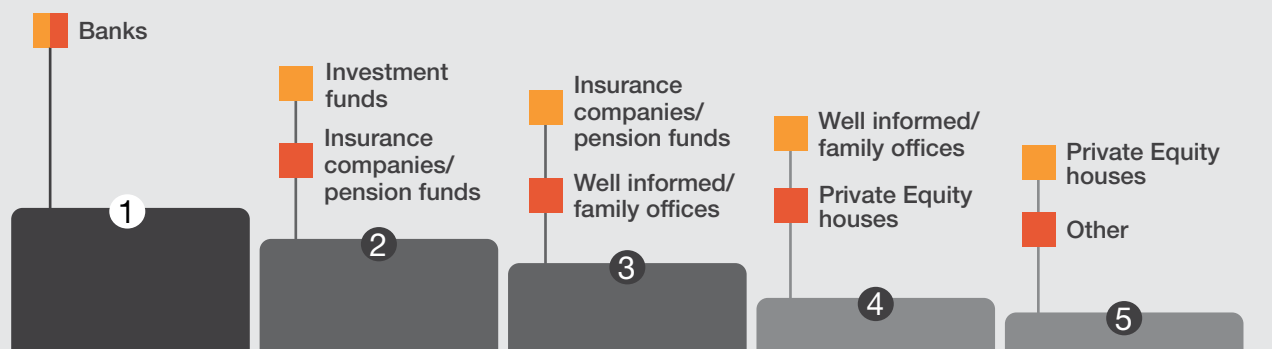 Banks
1
Investment
funds
Insurance
companies/
pension funds
2
Insurance
companies/
pension funds
Well informed/
family offices
3
Well informed/
family offices
Private Equity
houses
4
Private Equity
houses
Other
5